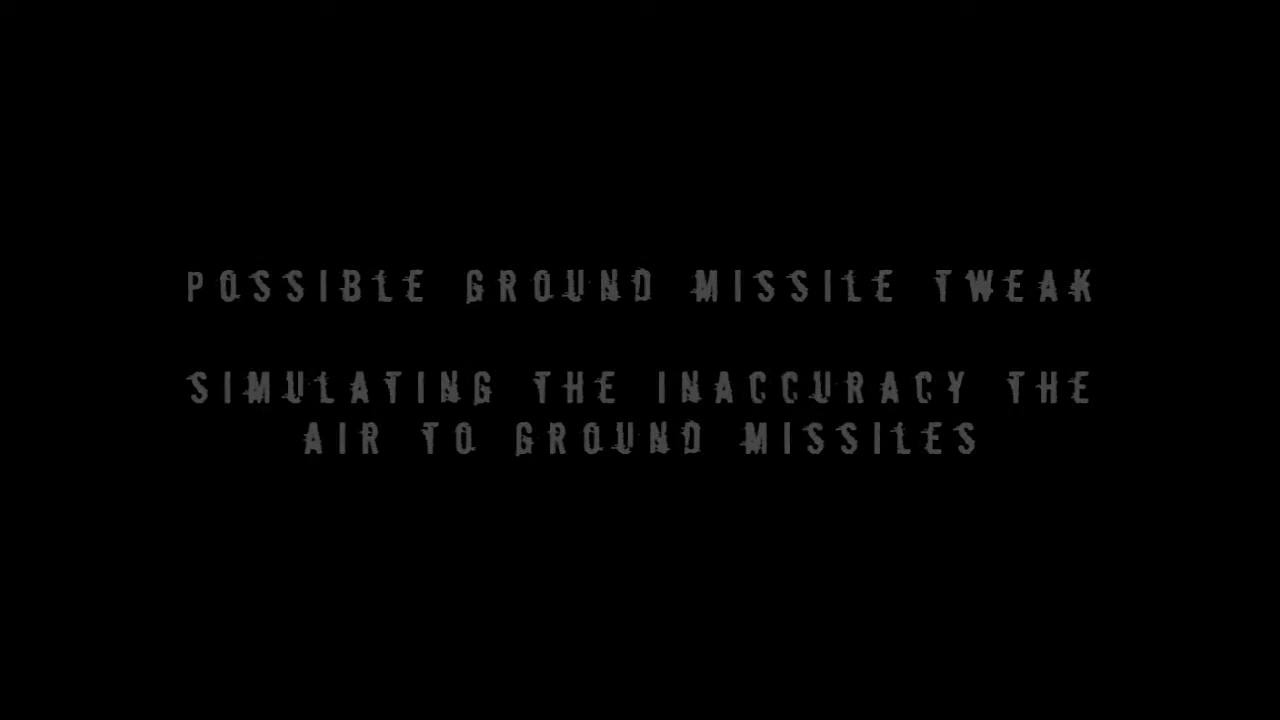 POSSIBLE GROUND MISSILE TWEAK
SIMULATING THE INACCURACY THE
AIR TO GROUND MISSILES